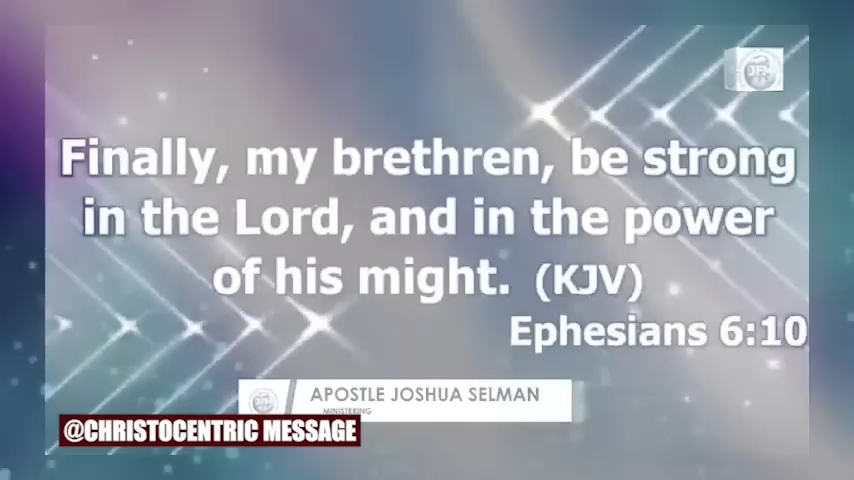 Finally, my brethren, be strong
in the Lord, and in the power
of his might. (KJV)
Ephesians 6:10
APOSTLE JOSHUA SELMAN
MINISTERING
@CHRISTOCENTRIC MESSAGE